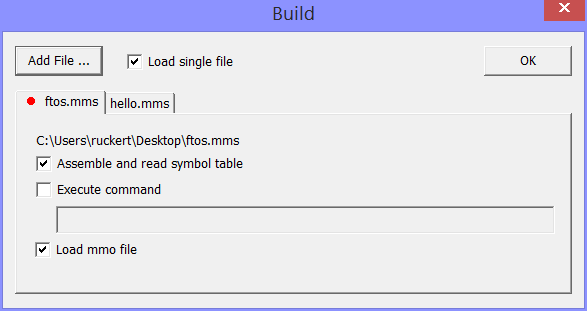 Build
Add File ...
Load single file
OK
ftos.mms
hello.mms
C:\Users\ruckert\Desktop\ftos.mms
Assemble and read symbol table
Execute command
Load mmo file